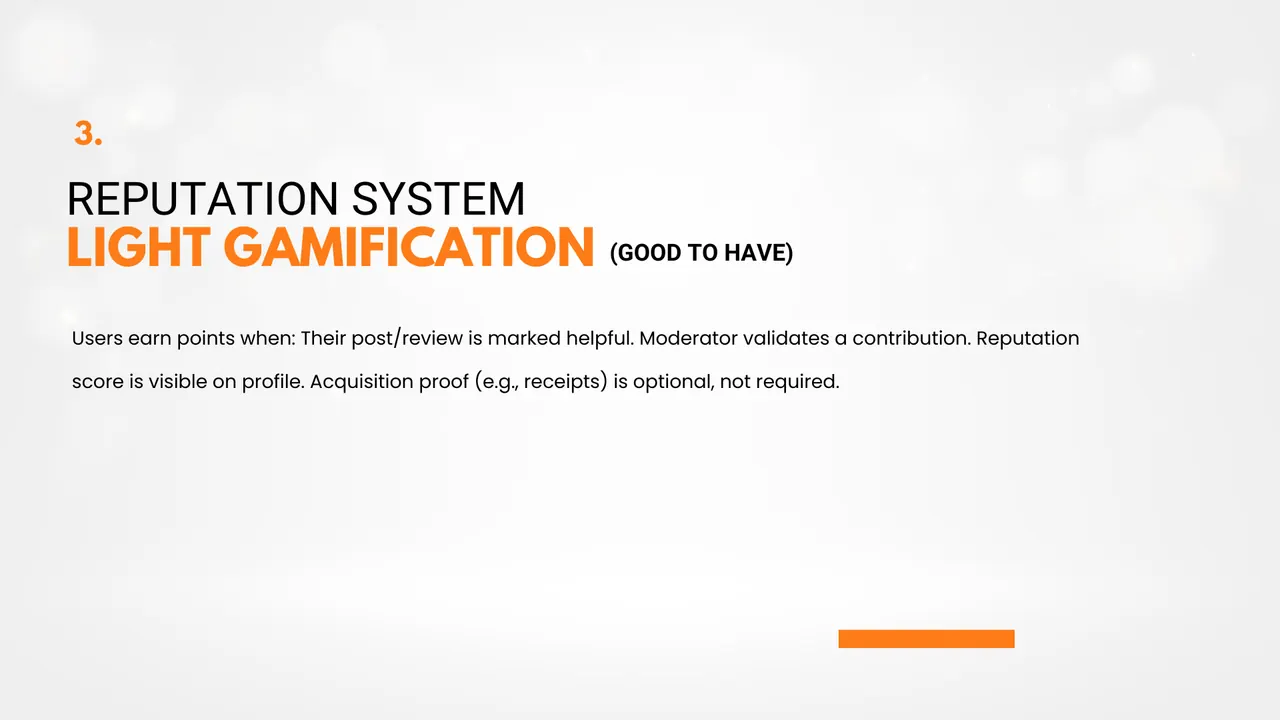 3.
REPUTATION SYSTEM
LIGHT GAMIFICATION (GOOD TO HAVE)
Users earn points when: Their post/review is marked helpful. Moderator validates a contribution. Reputation
score is visible on profile. Acquisition proof (e.g., receipts) is optional, not required.